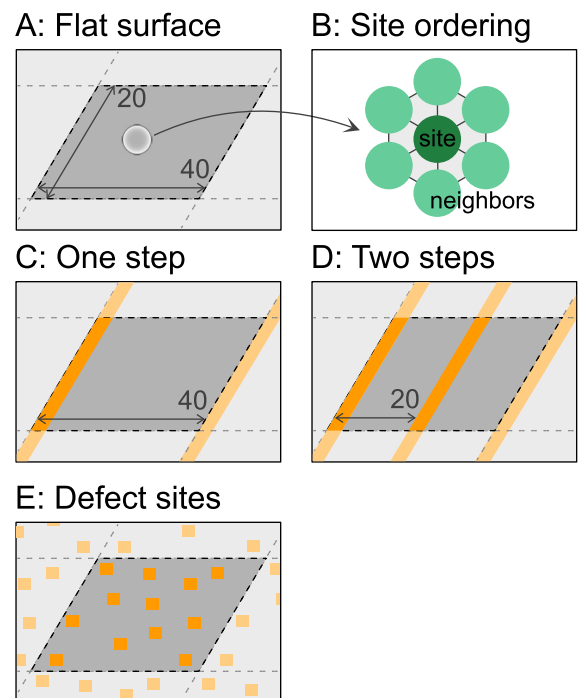 A: Flat surface
B: Site ordering
20
40
site
neighbors
C: One step
D: Two steps
40
20
E: Defect sites